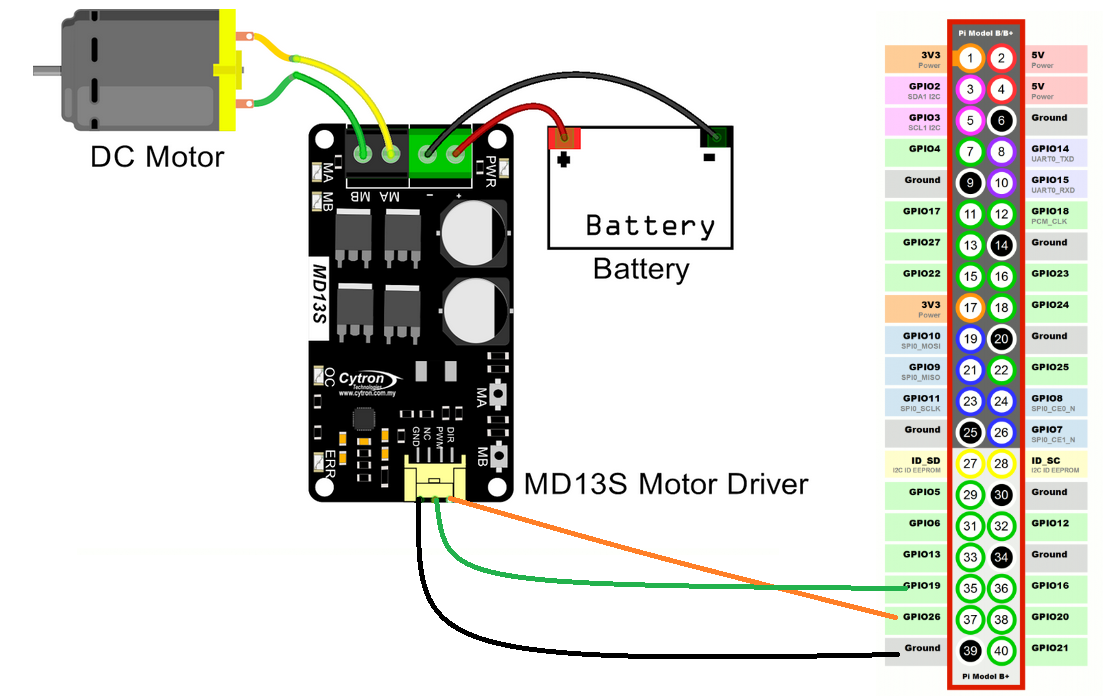 DC Motor
MA
MB
MB
MA
-
+
PWR
MD13S
OC
Cytron
Technologies
www.cytron.com.my
MA
MB
GND
NC
PWM
DIR
ERR
+
-
Battery
Battery
MD13S Motor Driver
Pi Model B/B+
3V3
Power
1
2
5V
Power
GPIO2
SDA1 I2C
3
4
5V
Power
GPIO3
SCL1 I2C
5
6
Ground
GPIO4
7
8
GPIO14
UART0_TXD
Ground
9
10
GPIO15
UART0_RXD
GPIO17
11
12
GPIO18
PCM_CLK
GPIO27
13
14
Ground
GPIO22
15
16
GPIO23
3V3
Power
17
18
GPIO24
GPIO10
SPI0_MOSI
19
20
Ground
GPIO9
SPI0_MISO
21
22
GPIO25
GPIO11
SPI0_SCLK
23
24
GPIO8
SPI0_CE0_N
Ground
25
26
GPIO7
SPI0_CE1_N
ID_SD
I2C ID EEPROM
27
28
ID_SC
I2C ID EEPROM
GPIO5
29
30
Ground
GPIO6
31
32
GPIO12
GPIO13
33
34
Ground
GPIO19
35
36
GPIO16
GPIO26
37
38
GPIO20
Ground
39
40
GPIO21
Pi Model B+